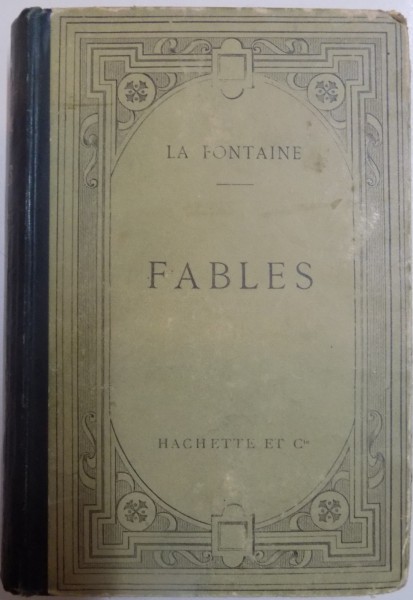 LA FONTAINE
FABLES
HACHETTE ET Cie